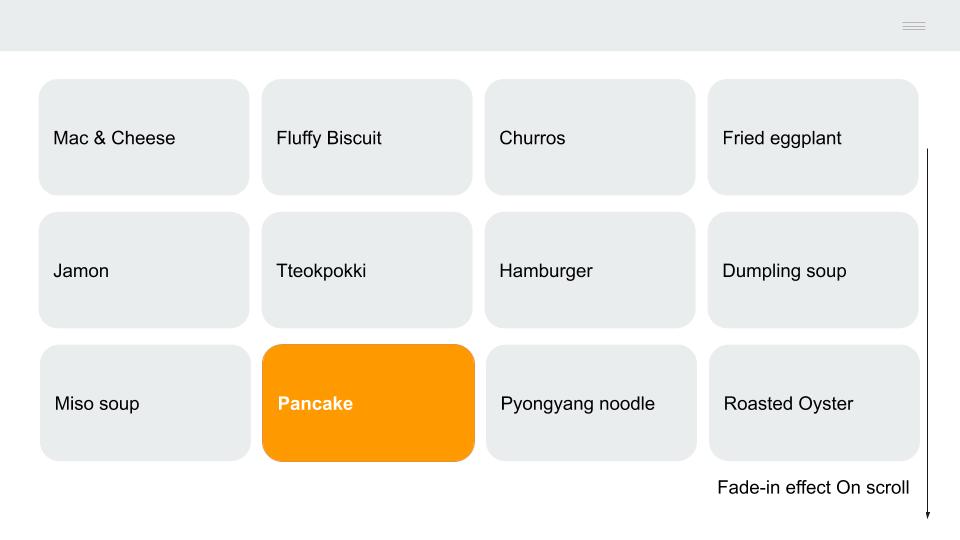 Mac & Cheese
Fluffy Biscuit
Churros
Fried eggplant
Jamon
Tteokpokki
Hamburger
Dumpling soup
Miso soup
Pancake
Pyongyang noodle
Roasted Oyster
Fade-in effect On scroll